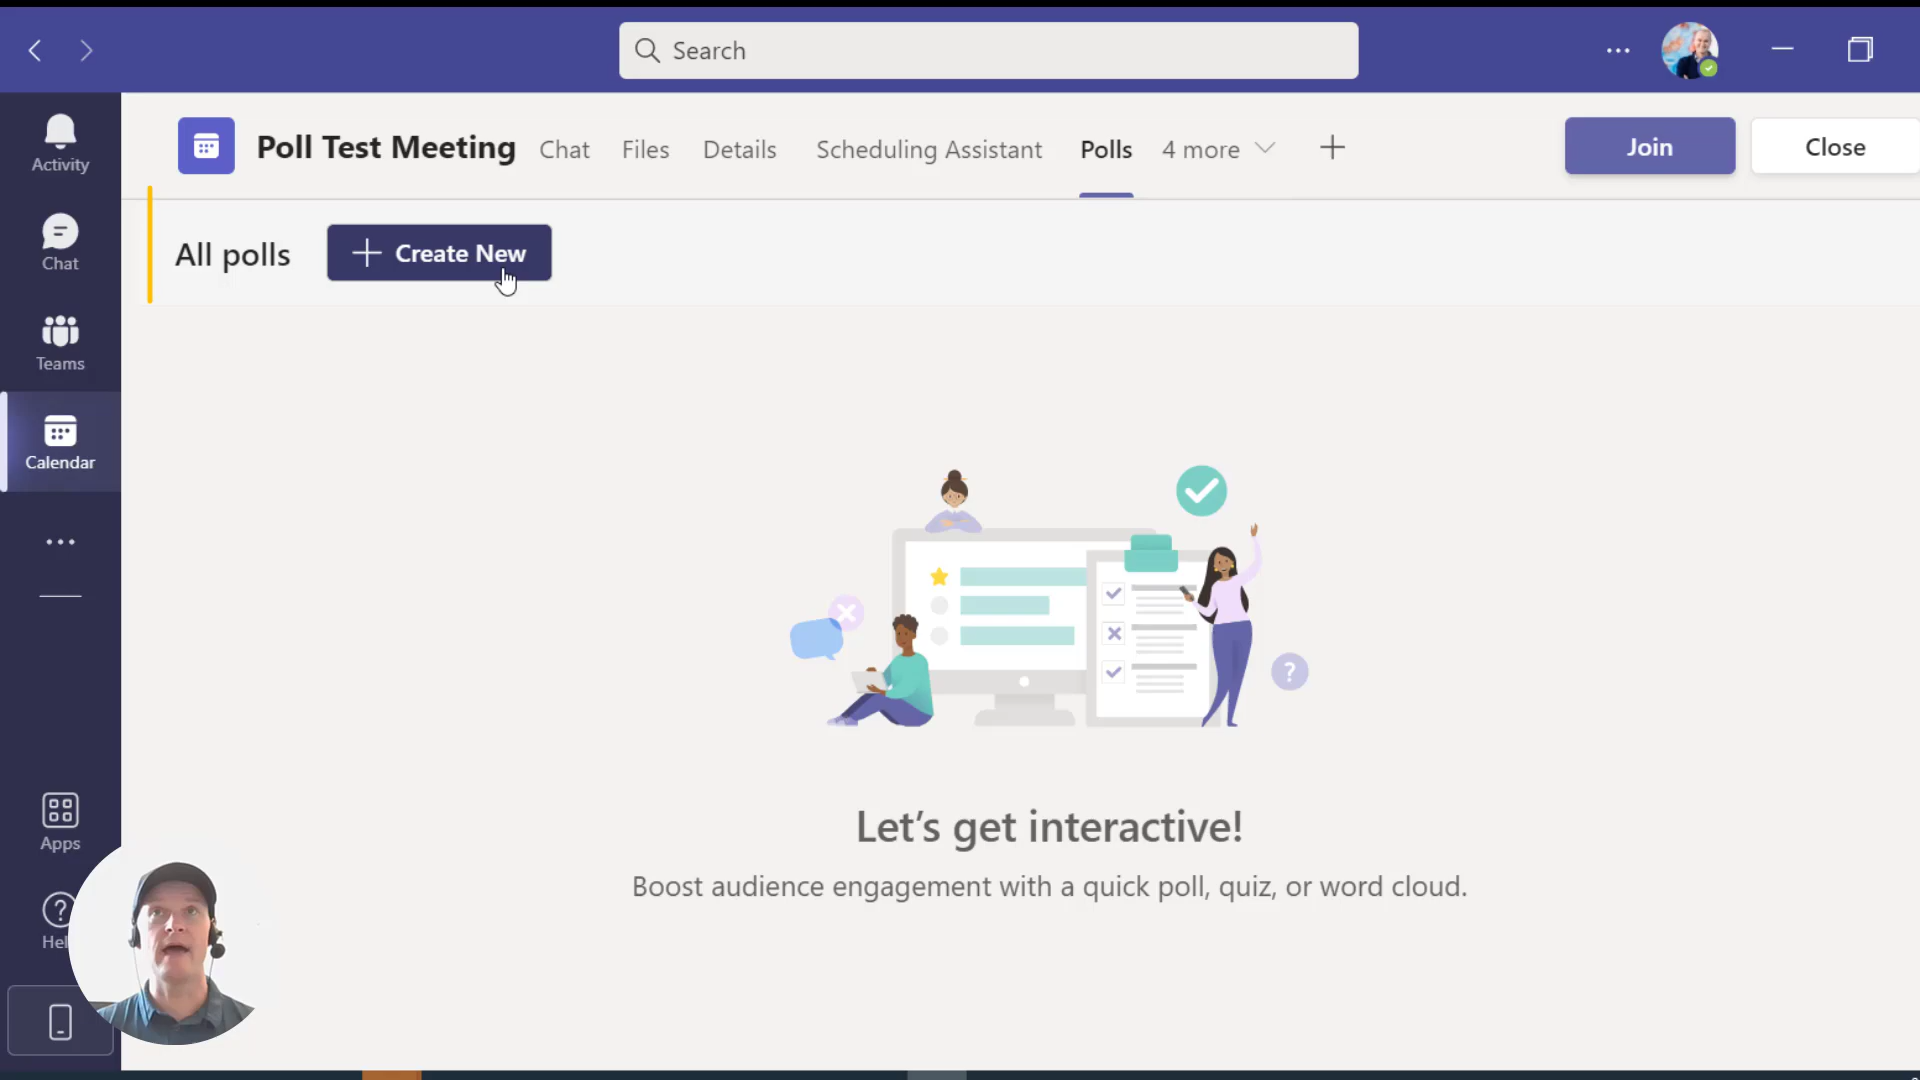 Search
Activity
Chat
Teams
Calendar
Apps
Hel
Poll Test Meeting
Chat
Files
Details
Scheduling Assistant
Polls
4 more
Join
Close
All polls
Create New
?
Let's get interactive!
Boost audience engagement with a quick poll, quiz, or word cloud.